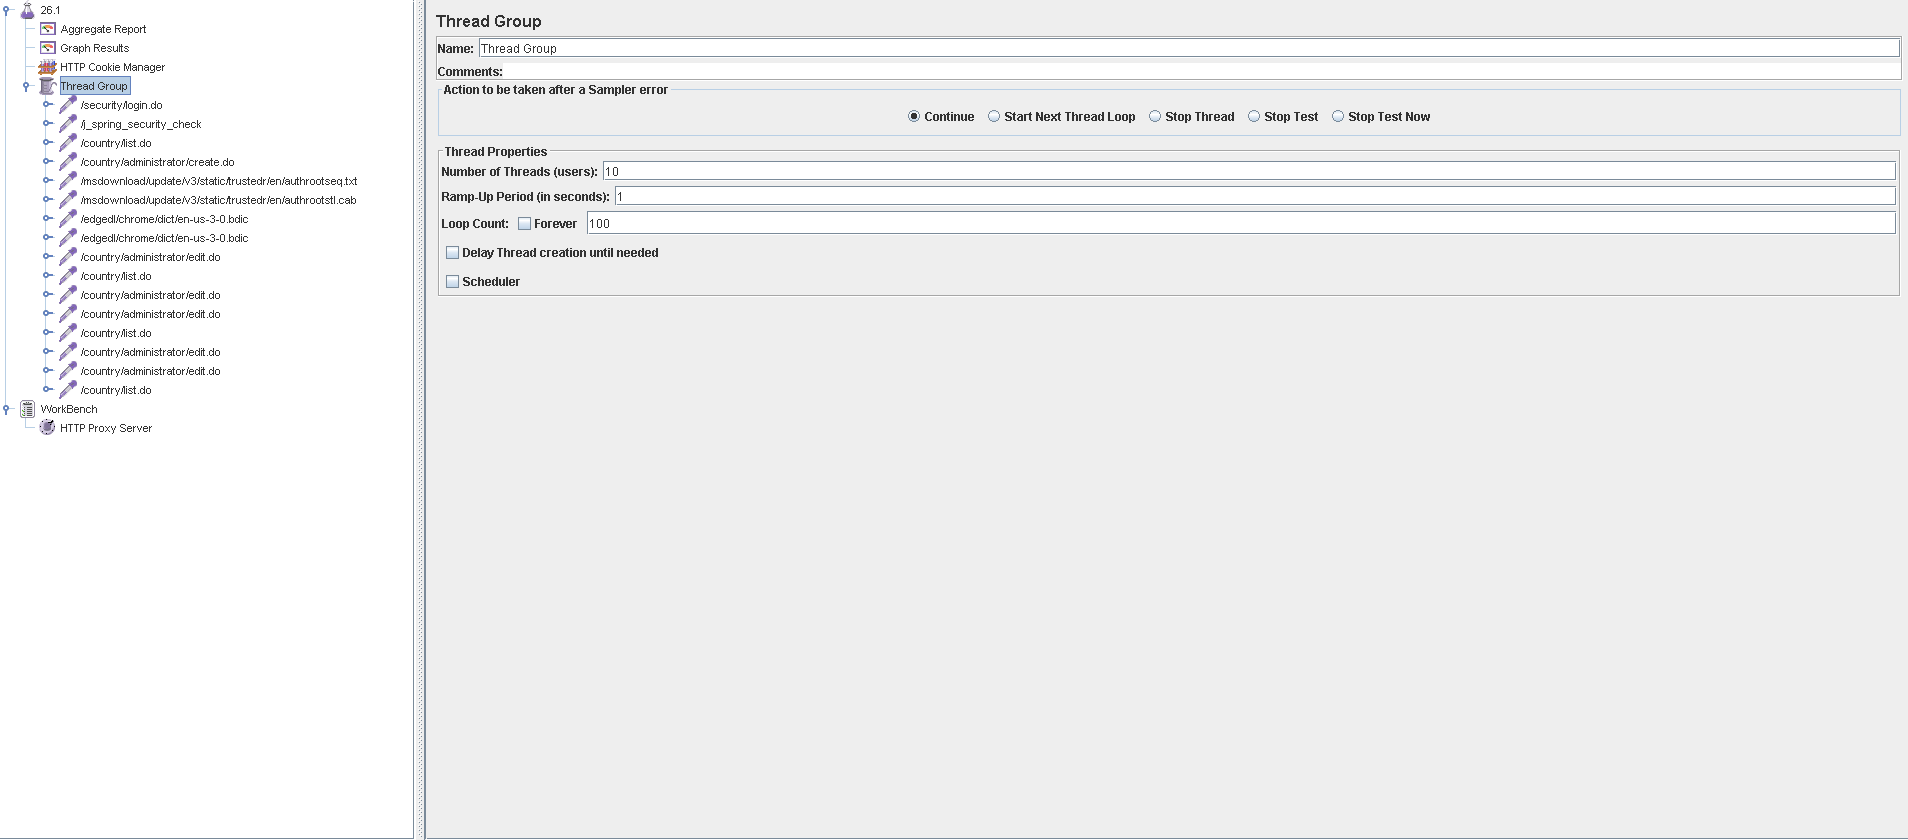 26.1
Aggregate Report
Graph Results
HTTP Cookie Manager
Thread Group
/security/login.do
/j_spring_security_check
/country/list.do
/country/administrator/create.do
/msdownload/update/v3/static/trustedr/en/authrootseq.txt
/msdownload/update/v3/static/trustedr/en/authrootstl.cab
/edgedl/chrome/dict/en-us-3-0.bdic
/edgedl/chrome/dict/en-us-3-0.bdic
/country/administrator/edit.do
/country/list.do
/country/administrator/edit.do
/country/administrator/edit.do
/country/list.do
/country/administrator/edit.do
/country/administrator/edit.do
/country/list.do
WorkBench
HTTP Proxy Server
Thread Group
Name: Thread Group
Comments:
Action to be taken after a Sampler error
Continue Start Next Thread Loop Stop Thread Stop Test Stop Test Now
Thread Properties
Number of Threads (users): 10
Ramp-Up Period (in seconds): 1
Loop Count: Forever 100
Delay Thread creation until needed
Scheduler